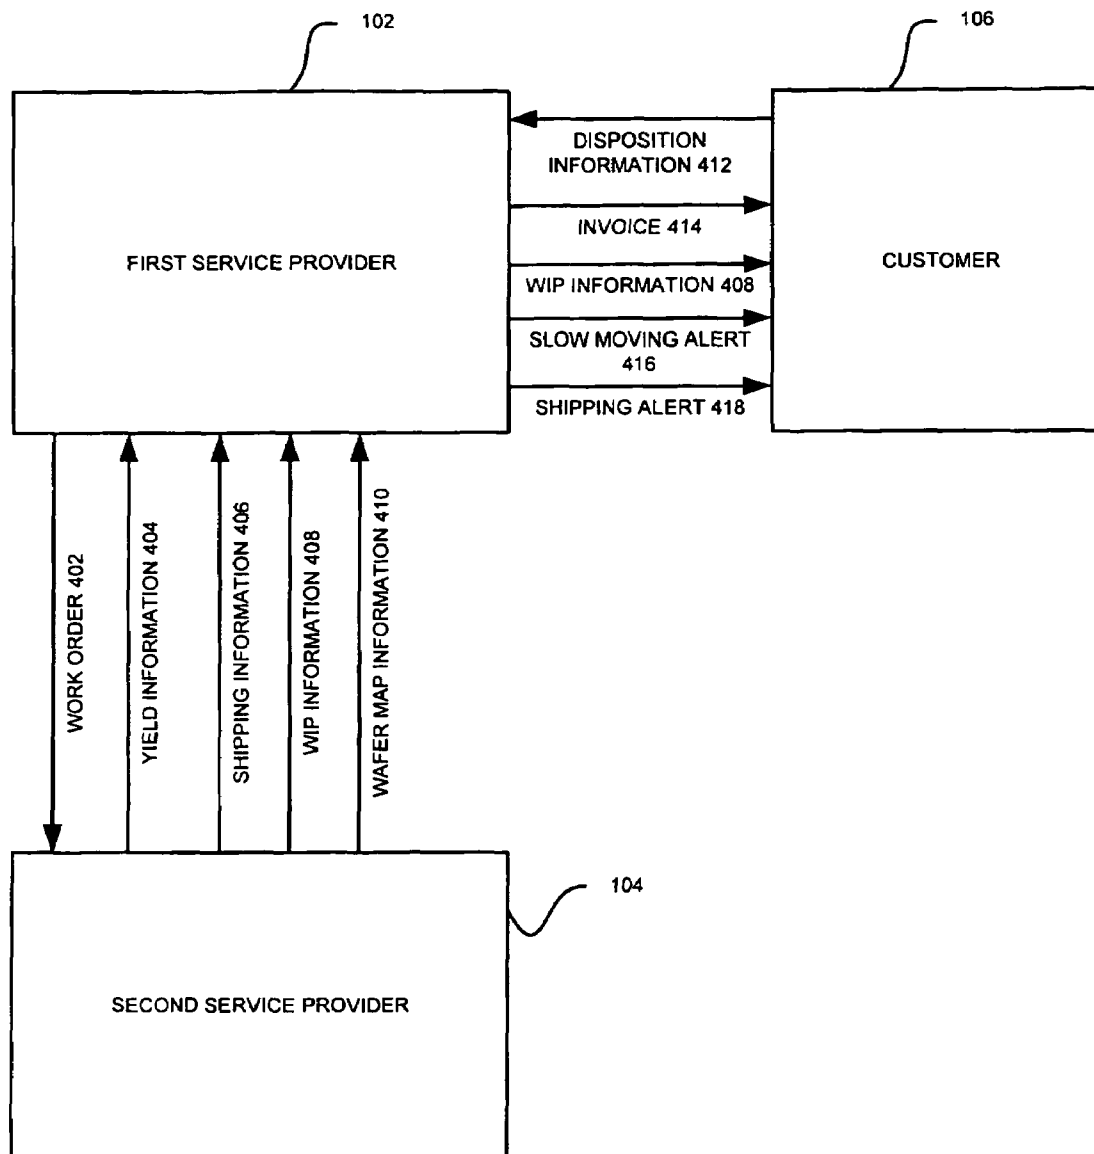 102
106
DISPOSITION
INFORMATION 412
INVOICE 414
FIRST SERVICE PROVIDER
CUSTOMER
WIP INFORMATION 408
SLOW MOVING ALERT
416
SHIPPING ALERT 418
WORK ORDER 402
YIELD INFORMATION 404
SHIPPING INFORMATION 406
WIP INFORMATION 408
WAFER MAP INFORMATION 410
104
SECOND SERVICE PROVIDER